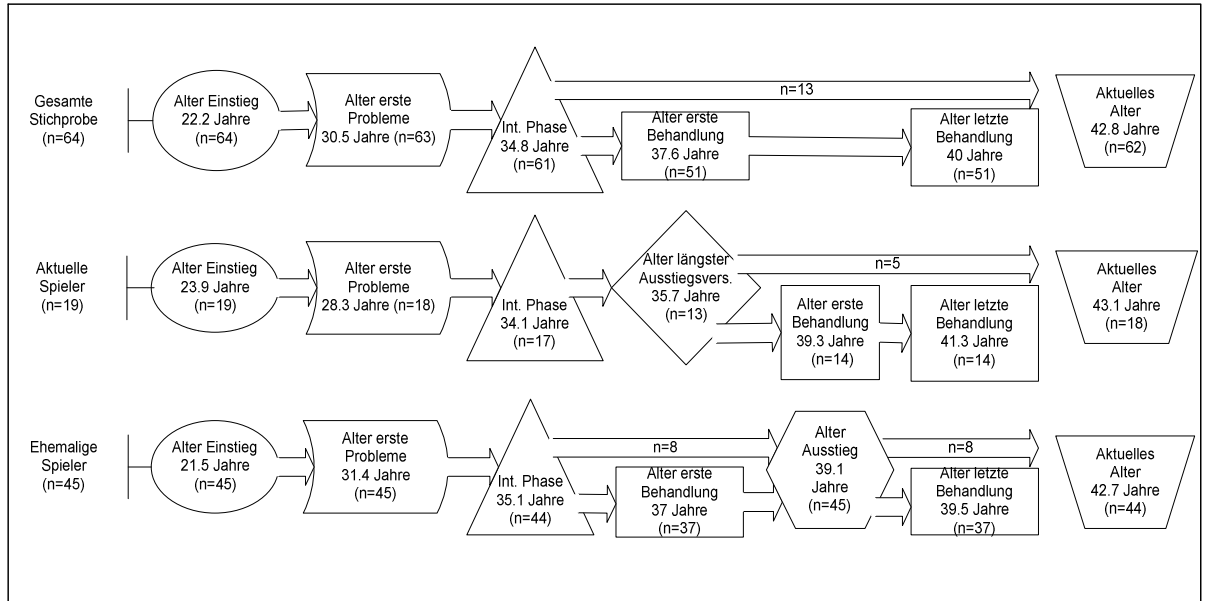 Gesamte
Stichprobe
(n=64)
Alter Einstieg
22.2 Jahre
(n=64)
Alter erste
Probleme
30.5 Jahre (n=63)
Int. Phase
34.8 Jahre
(n=61)
n=13
Alter erste
Behandlung
37.6 Jahre
(n=51)
Alter letzte
Behandlung
40 Jahre
(n=51)
Aktuelles
Alter
42.8 Jahre
(n=62)
Aktuelle
Spieler
(n=19)
Alter Einstieg
23.9 Jahre
(n=19)
Alter erste
Probleme
28.3 Jahre (n=18)
Int. Phase
34.1 Jahre
(n=17)
Alter längster
Ausstiegsvers.
35.7 Jahre
(n=13)
n=5
Alter erste
Behandlung
39.3 Jahre
(n=14)
Alter letzte
Behandlung
41.3 Jahre
(n=14)
Aktuelles
Alter
43.1 Jahre
(n=18)
Ehemalige
Spieler
(n=45)
Alter Einstieg
21.5 Jahre
(n=45)
Alter erste
Probleme
31.4 Jahre
(n=45)
Int. Phase
35.1 Jahre
(n=44)
n=8
Alter erste
Behandlung
37 Jahre
(n=37)
Alter
Ausstieg
39.1
Jahre
(n=45)
n=8
Alter letzte
Behandlung
39.5 Jahre
(n=37)
Aktuelles
Alter
42.7 Jahre
(n=44)